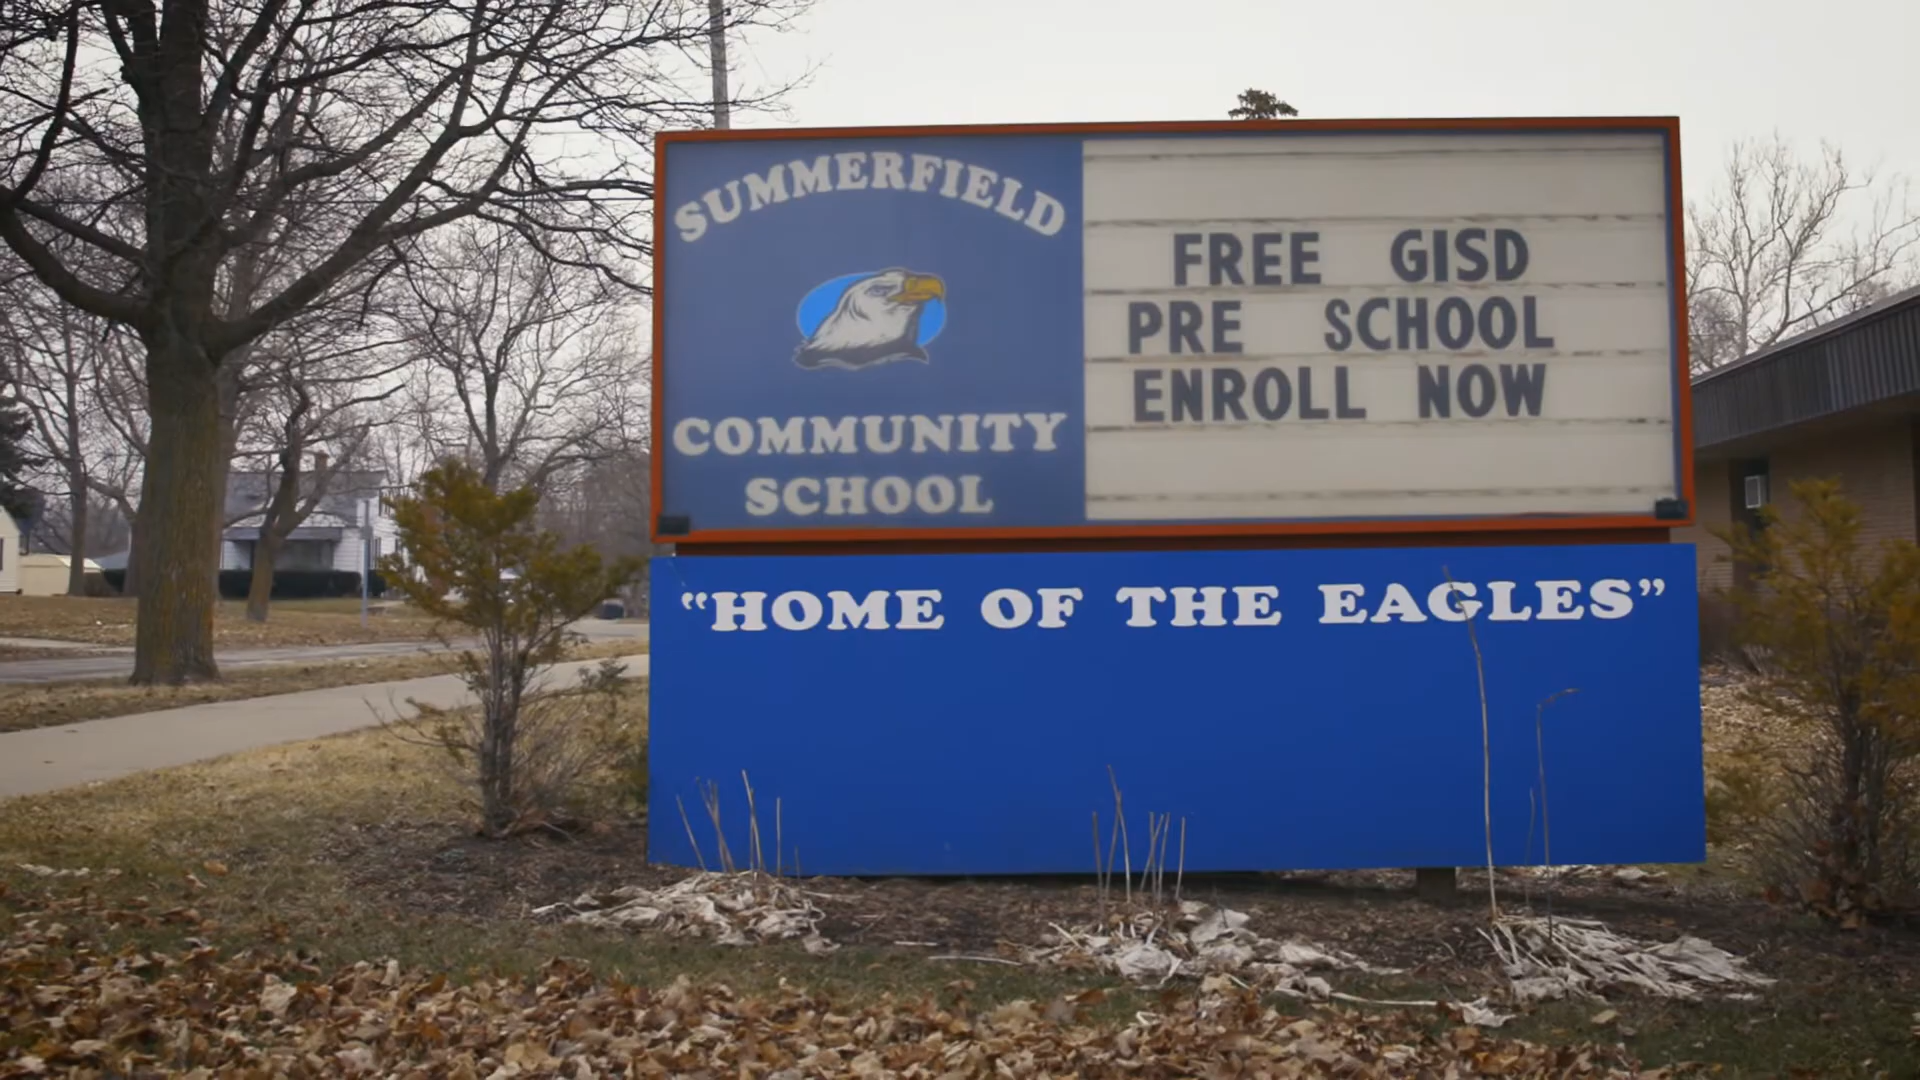 SUMMERFIELD
COMMUNITY
SCHOOL
FREE GISD
PRE SCHOOL
ENROLL NOW
“HOME OF THE EAGLES”